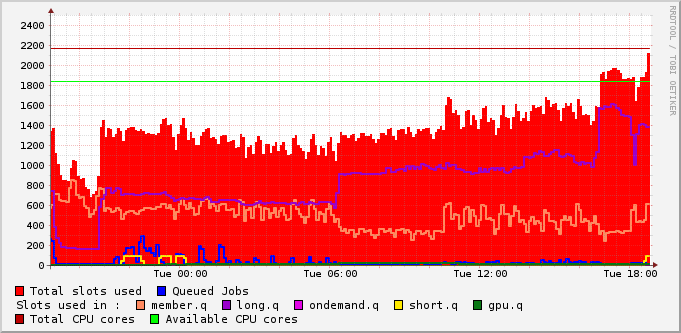 2400
2200
2000
1800
1600
1400
1200
1000
800
600
400
200
0
Tue 00:00 Tue 06:00 Tue 12:00 Tue 18:00
Total slots used Queued Jobs
Slots used in : member.q long.q ondemand.q short.q gpu.q
Total CPU cores Available CPU cores
RRDTOOL / TOBI OETIKER